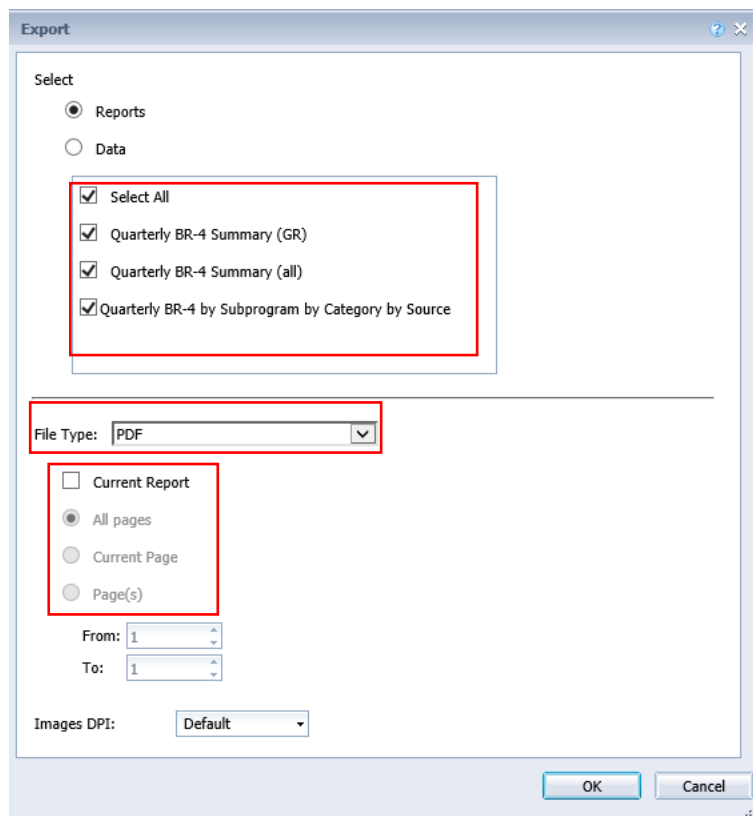 Export
Select
Reports
Data
Select All
Quarterly BR-4 Summary (GR)
Quarterly BR-4 Summary (all)
Quarterly BR-4 by Subprogram by Category by Source
File Type: PDF
Current Report
All pages
Current Page
Page(s)
From: 1
To: 1
Images DPI: Default
OK Cancel